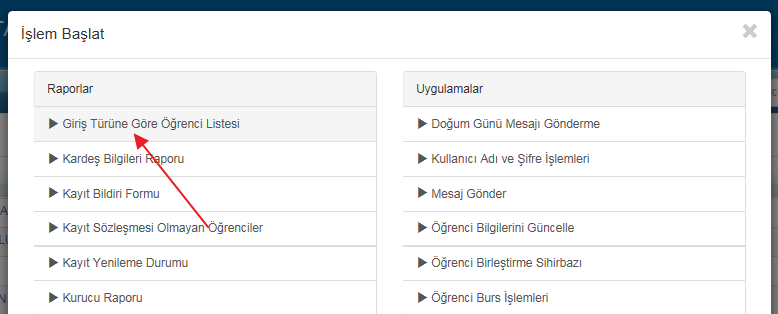 İşlem Başlat
Raporlar
Giriş Türüne Göre Öğrenci Listesi
Kardeş Bilgileri Raporu
Kayıt Bildiri Formu
Kayıt Sözleşmesi Olmayan Öğrenciler
Kayıt Yenileme Durumu
Kurucu Raporu
Uygulamalar
Doğum Günü Mesajı Gönderme
Kullanıcı Adı ve Şifre İşlemleri
Mesaj Gönder
Öğrenci Bilgilerini Güncelle
Öğrenci Birleştirme Sihirbazı
Öğrenci Burs İşlemleri